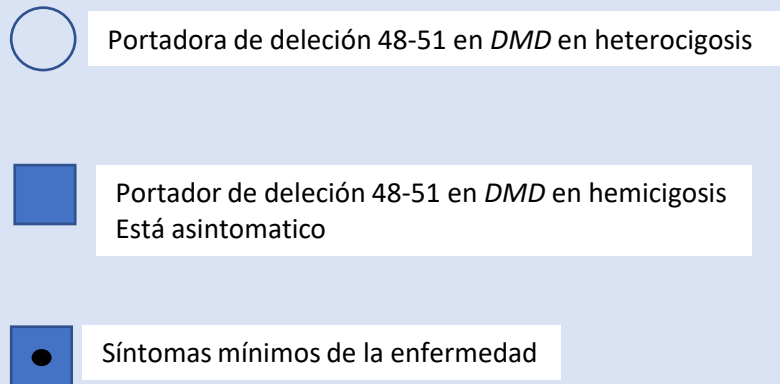 Portadora de deleción 48-51 en DMD en heterocigosis
Portador de deleción 48-51 en DMD en hemicigosis
Está asintomatico
Síntomas mínimos de la enfermedad